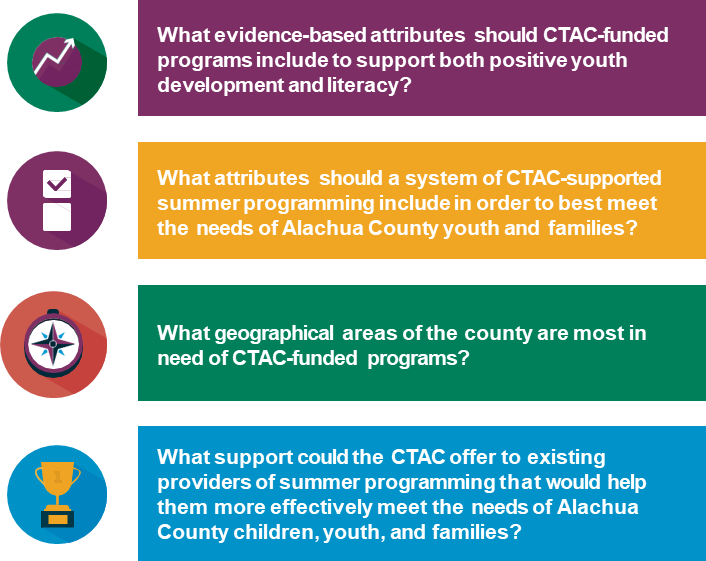 What evidence-based attributes should CTAC-funded
programs include to support both positive youth
development and literacy?
What attributes should a system of CTAC-supported
summer programming include in order to best meet
the needs of Alachua County youth and families?
What geographical areas of the county are most in
need of CTAC-funded programs?
1
What support could the CTAC offer to existing
providers of summer programming that would help
them more effectively meet the needs of Alachua
County children, youth, and families?